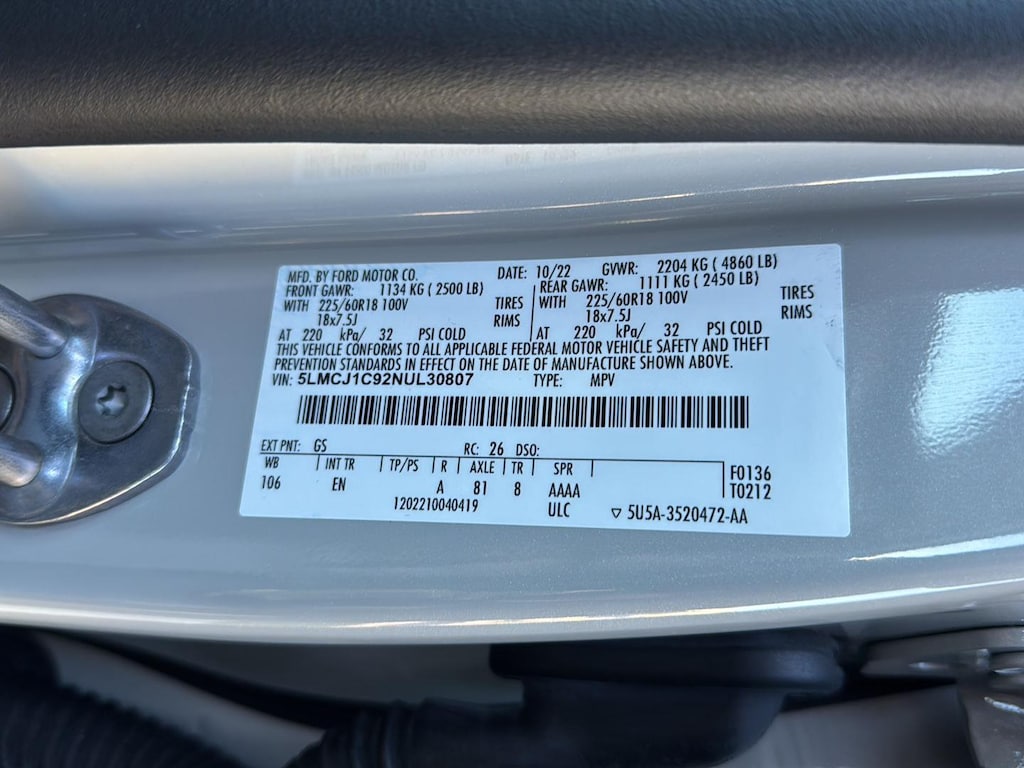 MFD. BY FORD MOTOR CO. DATE: 10/22 GVWR: 2204 KG ( 4860 LB)
FRONT GAWR: 1134 KG ( 2500 LB) REAR GAWR: 1111 KG ( 2450 LB)
WITH 225/60R18 100V TIRES WITH 225/60R18 100V TIRES
18x7.5J RIMS 18x7.5J RIMS
AT 220 kPa/ 32 PSI COLD AT 220 kPa/ 32 PSI COLD
THIS VEHICLE CONFORMS TO ALL APPLICABLE FEDERAL MOTOR VEHICLE SAFETY AND THEFT
PREVENTION STANDARDS IN EFFECT ON THE DATE OF MANUFACTURE SHOWN ABOVE.
VIN: 5LMCJ1C92NUL30807 TYPE: MPV
EXT PNT: GS RC: 26 DSO:
WB INT TR TP/PS R AXLE TR SPR F0136
106 EN A 81 8 AAAA T0212
1202210040419 ULC ▽ 5U5A-3520472-AA